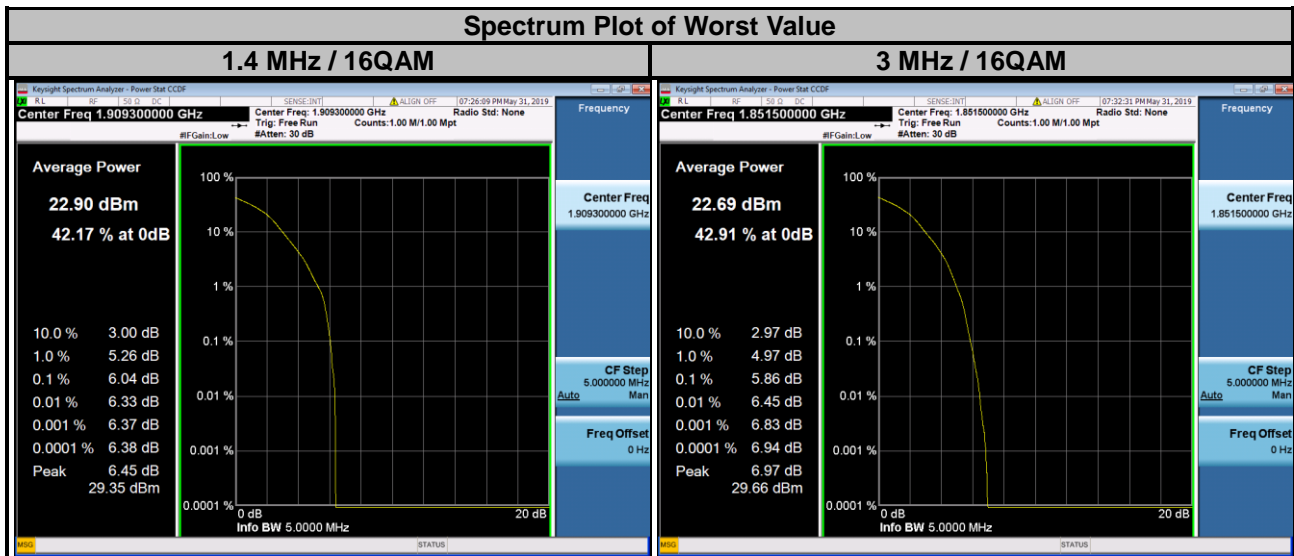 Spectrum Plot of Worst Value
1.4 MHz / 16QAM
3 MHz / 16QAM
Keysight Spectrum Analyzer - Power Stat CCDF
RL RF 50 Ω DC SENSE:INT ALIGN OFF 07:26:09 PM May 31, 2019
Center Freq 1.909300000 GHz
Center Freq: 1.909300000 GHz Radio Std: None
Trig: Free Run Counts:1.00 M/1.00 Mpt
#IFGain:Low #Atten: 30 dB
Frequency
Average Power
22.90 dBm
42.17 % at 0dB
10.0 % 3.00 dB
1.0 % 5.26 dB
0.1 % 6.04 dB
0.01 % 6.33 dB
0.001 % 6.37 dB
0.0001 % 6.38 dB
Peak 6.45 dB
29.35 dBm
100 %
10 %
1 %
0.1 %
0.01 %
0.001 %
0.0001 %
0 dB 20 dB
Info BW 5.0000 MHz
Center Freq
1.909300000 GHz
CF Step
5.000000 MHz
Auto Man
Freq Offset
0 Hz
MSG STATUS
Keysight Spectrum Analyzer - Power Stat CCDF
RL RF 50 Ω DC SENSE:INT ALIGN OFF 07:32:31 PM May 31, 2019
Center Freq 1.851500000 GHz
Center Freq: 1.851500000 GHz Radio Std: None
Trig: Free Run Counts:1.00 M/1.00 Mpt
#IFGain:Low #Atten: 30 dB
Frequency
Average Power
22.69 dBm
42.91 % at 0dB
10.0 % 2.97 dB
1.0 % 4.97 dB
0.1 % 5.86 dB
0.01 % 6.45 dB
0.001 % 6.83 dB
0.0001 % 6.94 dB
Peak 6.97 dB
29.66 dBm
100 %
10 %
1 %
0.1 %
0.01 %
0.001 %
0.0001 %
0 dB 20 dB
Info BW 5.0000 MHz
Center Freq
1.851500000 GHz
CF Step
5.000000 MHz
Auto Man
Freq Offset
0 Hz
MSG STATUS